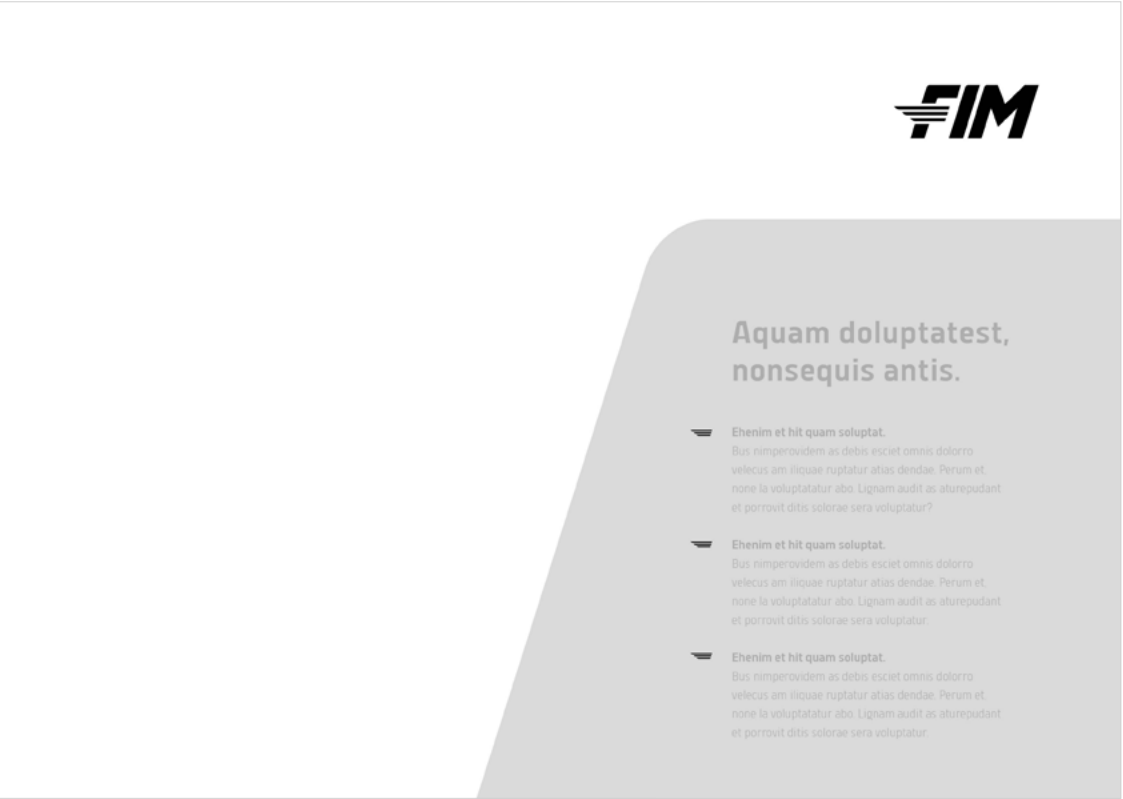 FIM
Aquam doluptatest,
nonsequis antis.
Ehenim et hit quam soluptat.
Bus nimperovidem as debis esciet omnis dolorro
velecus am iliquae ruptatur atias dendae. Perum et,
none la voluptatatur abo. Lignam audit as aturepudant
et porrovit ditis solorae sera voluptatur?
Ehenim et hit quam soluptat.
Bus nimperovidem as debis esciet omnis dolorro
velecus am iliquae ruptatur atias dendae. Perum et,
none la voluptatatur abo. Lignam audit as aturepudant
et porrovit ditis solorae sera voluptatur.
Ehenim et hit quam soluptat.
Bus nimperovidem as debis esciet omnis dolorro
velecus am iliquae ruptatur atias dendae. Perum et,
none la voluptatatur abo. Lignam audit as aturepudant
et porrovit ditis solorae sera voluptatur.